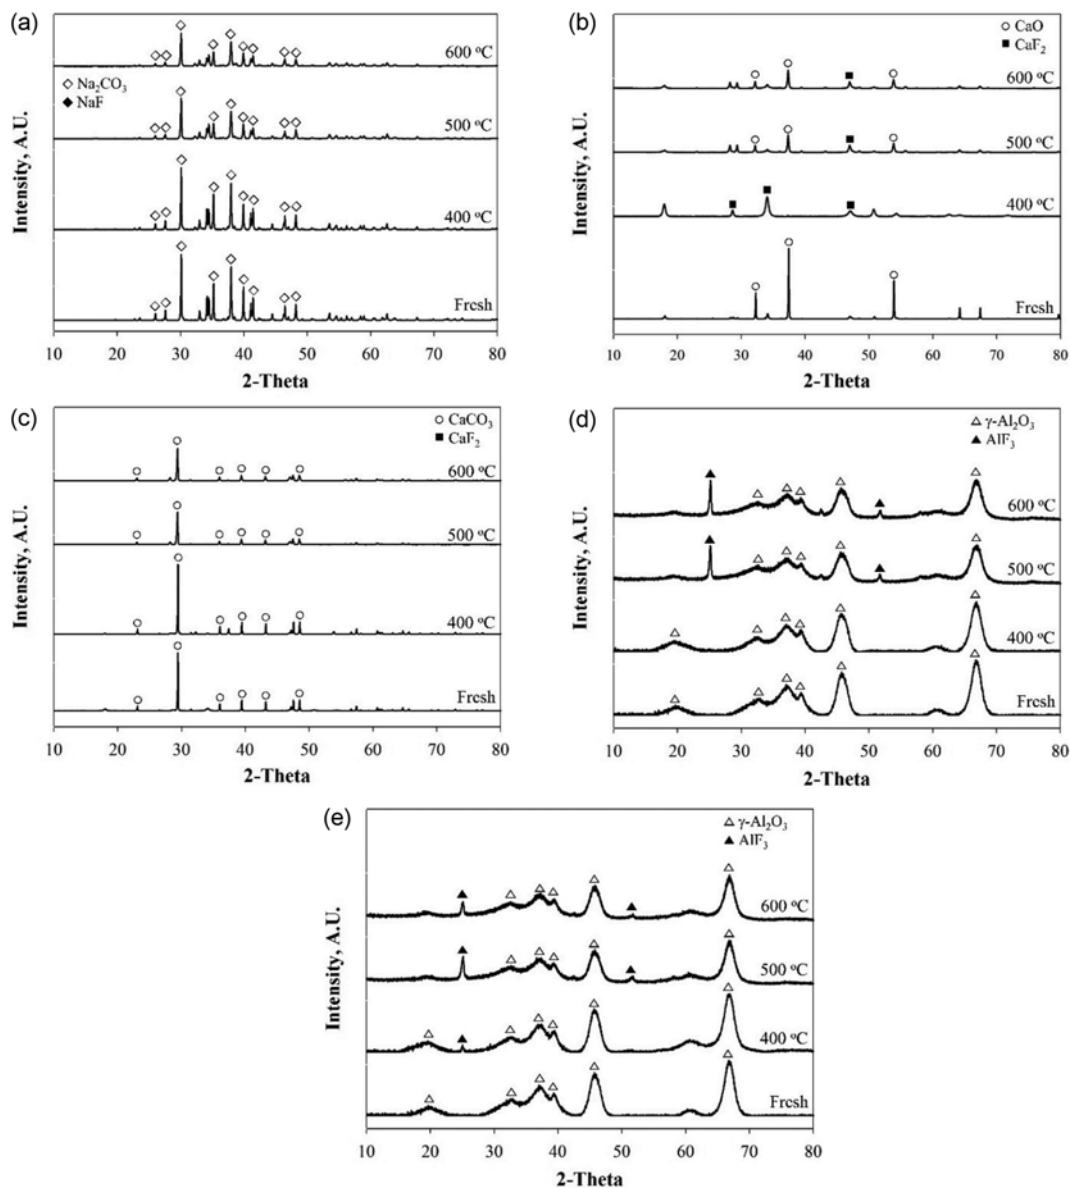 (a)
600 °C
◇ Na₂CO₃
◆ NaF
500 °C
400 °C
Fresh
Intensity, A.U.
10 20 30 40 50 60 70 80
2-Theta
(b)
○ CaO
■ CaF₂
600 °C
500 °C
400 °C
Fresh
Intensity, A.U.
10 20 30 40 50 60 70 80
2-Theta
(c)
○ CaCO₃
■ CaF₂
600 °C
500 °C
400 °C
Fresh
Intensity, A.U.
10 20 30 40 50 60 70 80
2-Theta
(d)
△ γ-Al₂O₃
▲ AlF₃
600 °C
500 °C
400 °C
Fresh
Intensity, A.U.
10 20 30 40 50 60 70 80
2-Theta
(e)
△ γ-Al₂O₃
▲ AlF₃
600 °C
500 °C
400 °C
Fresh
Intensity, A.U.
10 20 30 40 50 60 70 80
2-Theta